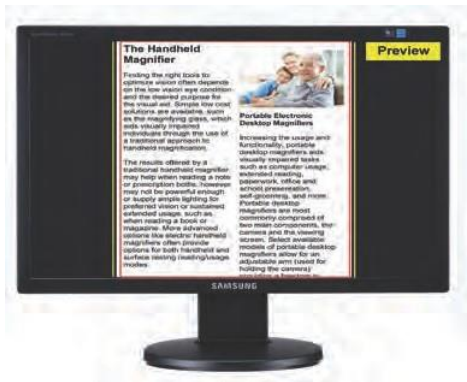 Preview
The Handheld
Magnifier
Finding the right tools to
optimize vision often depends
on the low vision eye condition
and the desired purpose for
the visual aid. Simple low cost
solutions are available, such
as the magnifying glass, which
aids visually impaired
individuals through the use of
a traditional approach to
handheld magnification.
The results offered by a
traditional handheld magnifier
may help when reading a note
or prescription bottle, however
may not be powerful enough
or supply ample lighting for
preferred vision or sustained
extended usage, such as
when reading a book or
magazine. More advanced
options like electric handheld
magnifiers often provide
options for both handheld and
surface resting reading/usage
modes.
Portable Electronic
Desktop Magnifiers
Increasing the usage and
functionality, portable
desktop magnifiers aids
visually impaired tasks
such as computer usage,
extended reading,
paperwork, office and
school presentation,
self-grooming, and more.
Portable desktop
magnifiers are most
commonly comprised of
two main components, the
camera and the viewing
screen. Select available
models of portable desktop
magnifiers allow for an
adjustable arm (used for
holding the camera)
SAMSUNG